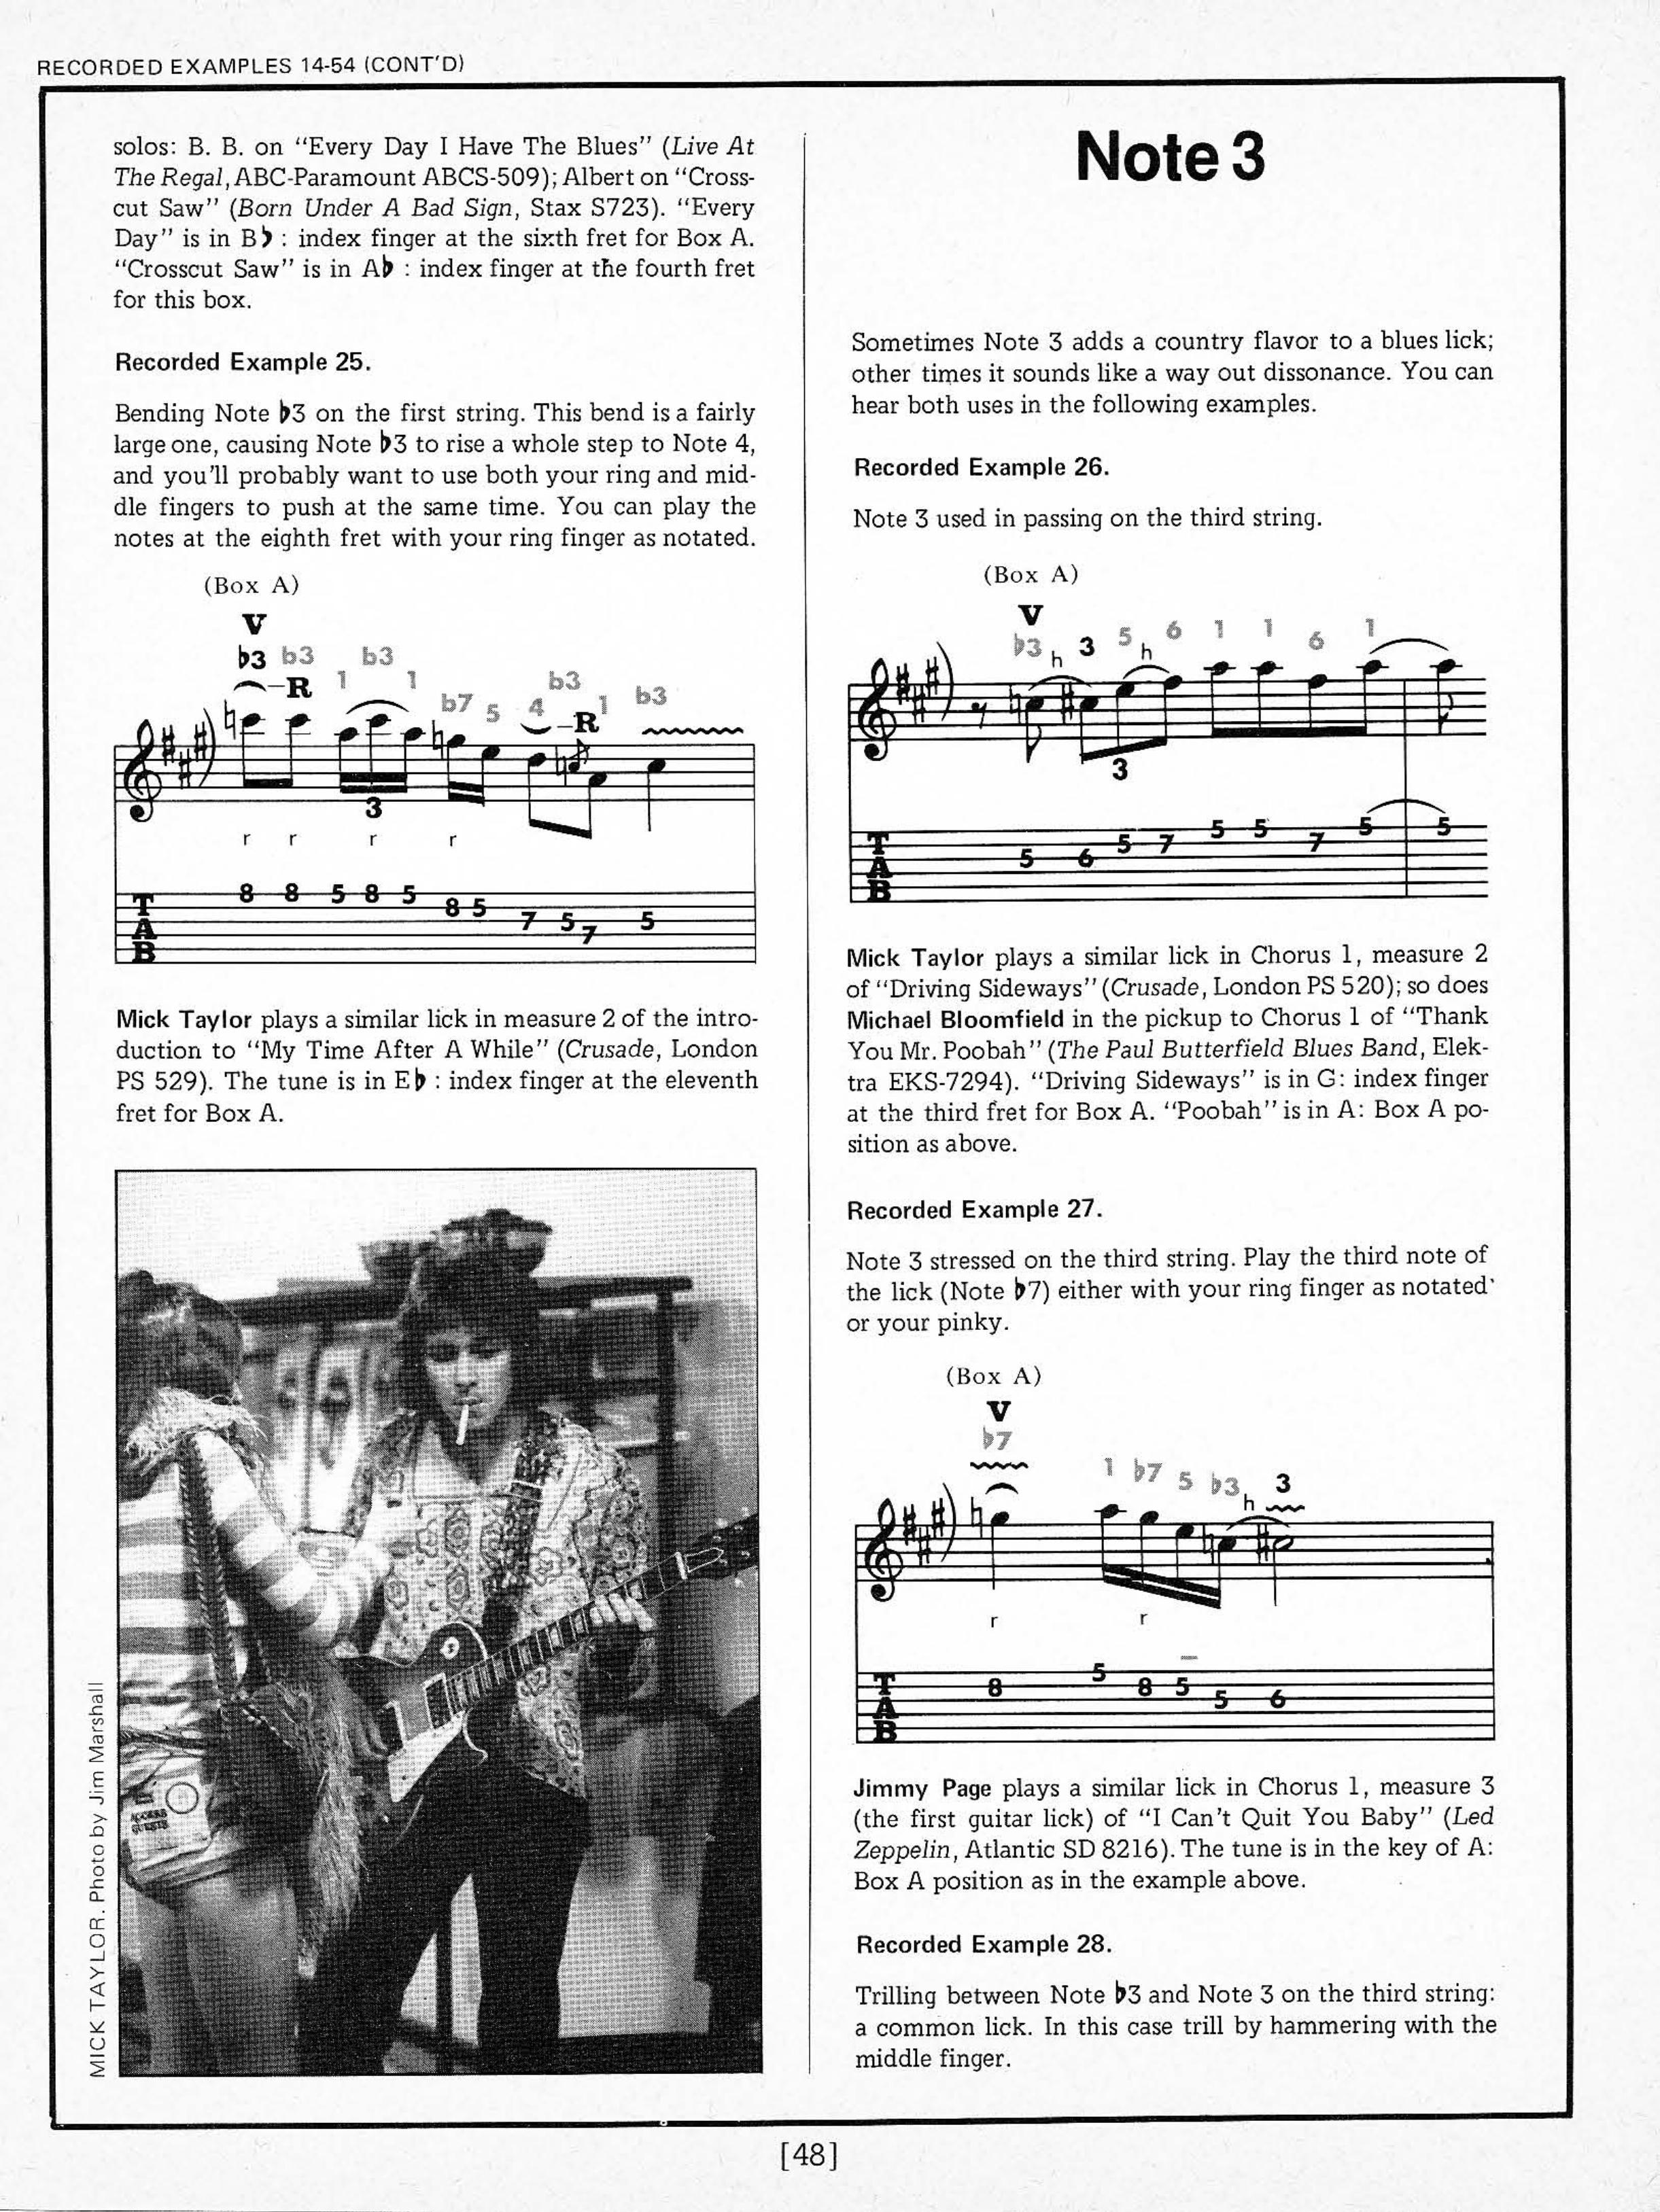 RECORDED EXAMPLES 14-54 (CONT'D)
solos: B. B. on “Every Day I Have The Blues” (Live At
The Regal, ABC-Paramount ABCS-509); Albert on “Cross-
cut Saw” (Born Under A Bad Sign, Stax S723). “Every
Day” is in B♭ : index finger at the sixth fret for Box A.
“Crosscut Saw” is in A♭ : index finger at the fourth fret
for this box.
Recorded Example 25.
Bending Note ♭3 on the first string. This bend is a fairly
large one, causing Note ♭3 to rise a whole step to Note 4,
and you’ll probably want to use both your ring and mid-
dle fingers to push at the same time. You can play the
notes at the eighth fret with your ring finger as notated.
(Box A)
V
♭3 b3 b3
R 1 1 b7 5 4 b3 R 1 b3
3
r r r r
8 8 5 8 5 8 5 7 5 7 5
T
A
B
Mick Taylor plays a similar lick in measure 2 of the intro-
duction to “My Time After A While” (Crusade, London
PS 529). The tune is in E♭ : index finger at the eleventh
fret for Box A.
MICK TAYLOR. Photo by Jim Marshall
ACCESS
GUESTS
Note 3
Sometimes Note 3 adds a country flavor to a blues lick;
other times it sounds like a way out dissonance. You can
hear both uses in the following examples.
Recorded Example 26.
Note 3 used in passing on the third string.
(Box A)
V
♭3 h 3 5 h 6 1 1 6 1
3
5 6 5 7 5 5 7 5 5
T
A
B
Mick Taylor plays a similar lick in Chorus 1, measure 2
of “Driving Sideways” (Crusade, London PS 520); so does
Michael Bloomfield in the pickup to Chorus 1 of “Thank
You Mr. Poobah” (The Paul Butterfield Blues Band, Elek-
tra EKS-7294). “Driving Sideways” is in G: index finger
at the third fret for Box A. “Poobah” is in A: Box A po-
sition as above.
Recorded Example 27.
Note 3 stressed on the third string. Play the third note of
the lick (Note ♭7) either with your ring finger as notated
or your pinky.
(Box A)
V
♭7
1 ♭7 5 ♭3 h 3
r r
8 5 8 5 5 6
T
A
B
Jimmy Page plays a similar lick in Chorus 1, measure 3
(the first guitar lick) of “I Can’t Quit You Baby” (Led
Zeppelin, Atlantic SD 8216). The tune is in the key of A:
Box A position as in the example above.
Recorded Example 28.
Trilling between Note ♭3 and Note 3 on the third string:
a common lick. In this case trill by hammering with the
middle finger.
[48]